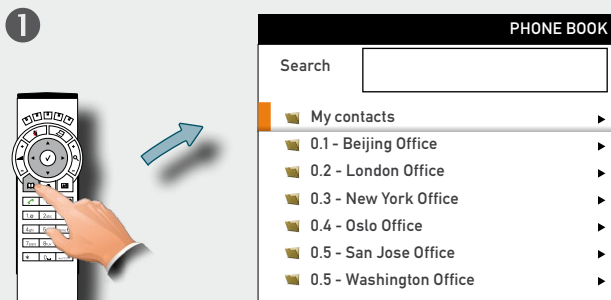 1
PHONE BOOK
Search
My contacts
0.1 - Beijing Office
0.2 - London Office
0.3 - New York Office
0.4 - Oslo Office
0.5 - San Jose Office
0.5 - Washington Office